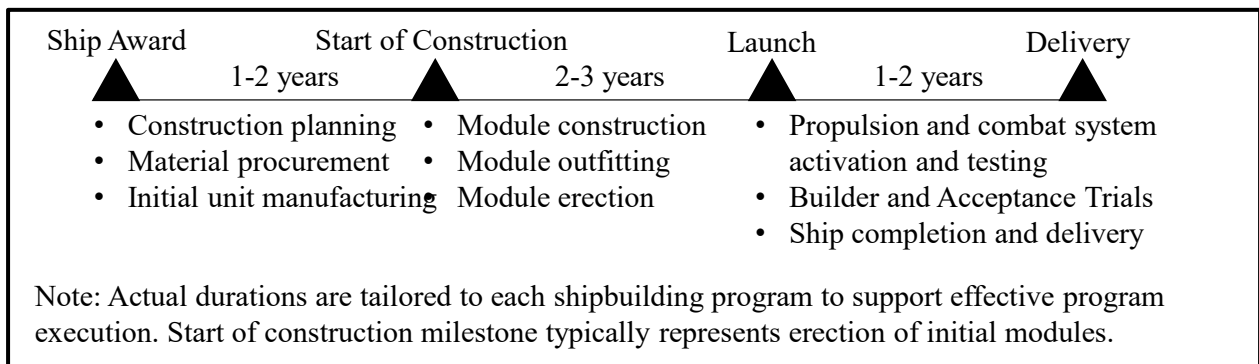 Ship Award
Start of Construction
Launch
Delivery
1-2 years
2-3 years
1-2 years
• Construction planning
• Material procurement
• Initial unit manufacturing
• Module construction
• Module outfitting
• Module erection
• Propulsion and combat system
activation and testing
• Builder and Acceptance Trials
• Ship completion and delivery
Note: Actual durations are tailored to each shipbuilding program to support effective program
execution. Start of construction milestone typically represents erection of initial modules.